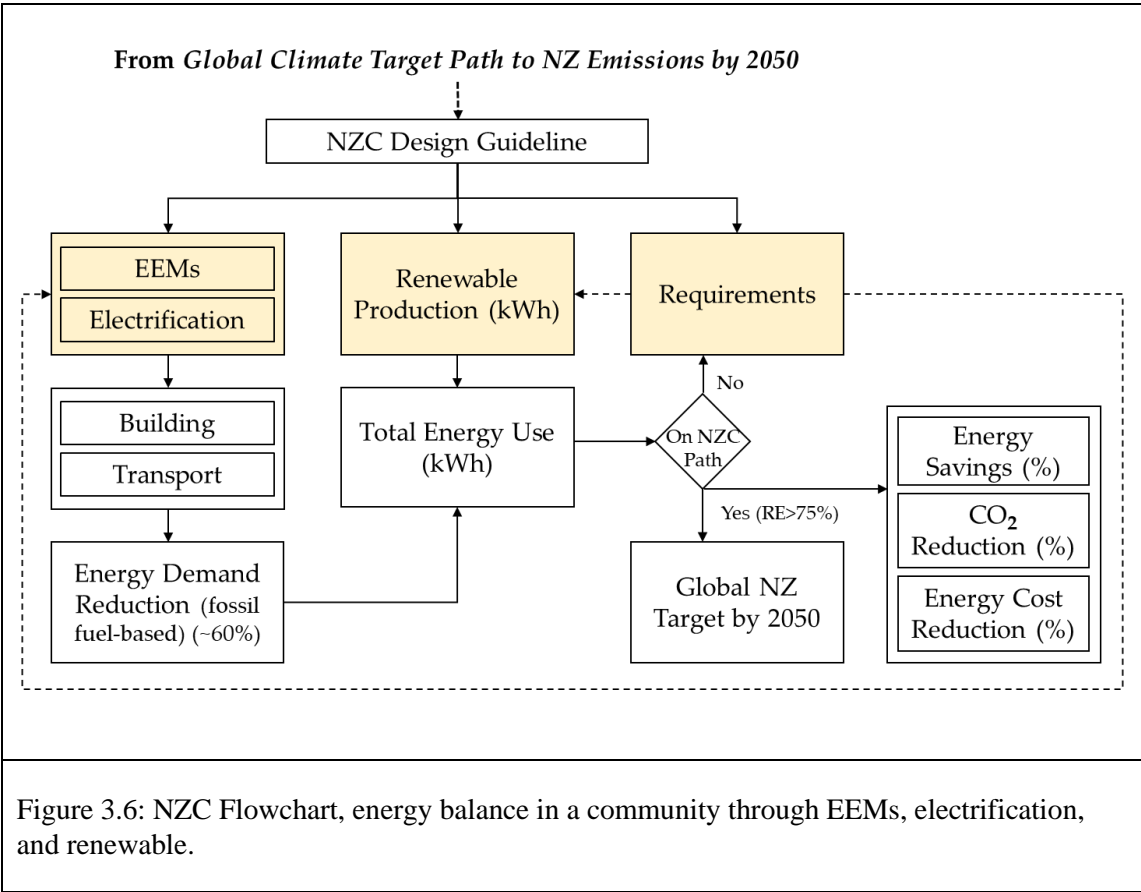 From Global Climate Target Path to NZ Emissions by 2050
NZC Design Guideline
EEMs
Electrification
Renewable
Production (kWh)
Requirements
Building
Transport
Total Energy Use
(kWh)
No
On NZC
Path
Yes (RE>75%)
Energy
Savings (%)
CO₂
Reduction (%)
Energy Cost
Reduction (%)
Energy Demand
Reduction (fossil
fuel-based) (~60%)
Global NZ
Target by 2050
Figure 3.6: NZC Flowchart, energy balance in a community through EEMs, electrification,
and renewable.